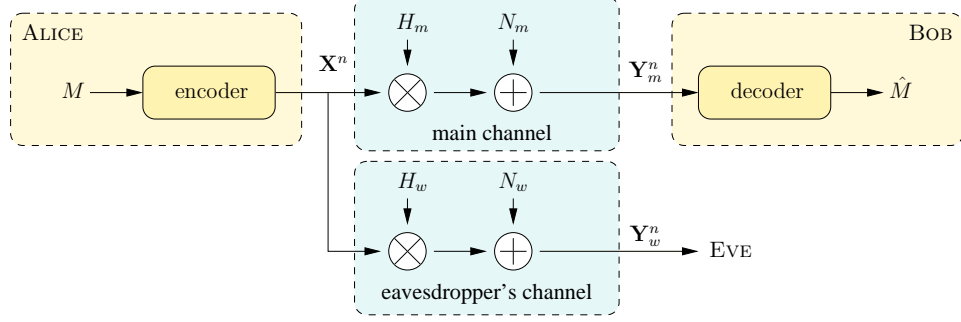 ALICE
M
encoder
X^n
H_m
N_m
main channel
Y_m^n
BOB
decoder
M̂
H_w
N_w
eavesdropper's channel
Y_w^n
EVE